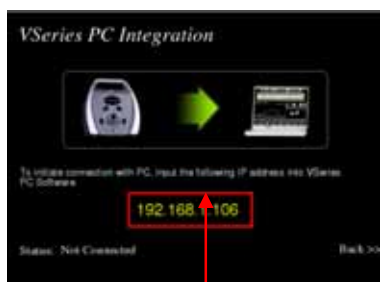 VSeries PC Integration
To initiate connection with PC, input the following IP address into VSeries
PC Software
192.168.1.106
Status: Not Connected
Back >>